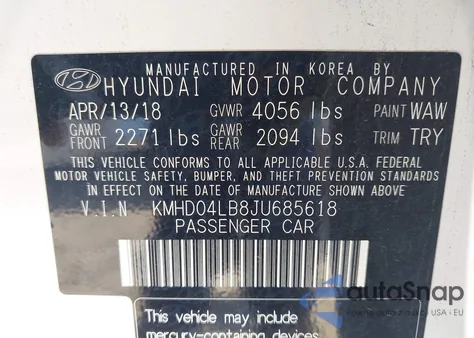 MANUFACTURED IN KOREA BY
HYUNDAI MOTOR COMPANY
APR/13/18 GVWR 4056 lbs PAINT WAW
GAWR FRONT 2271 lbs GAWR REAR 2094 lbs TRIM TRY
THIS VEHICLE CONFORMS TO ALL APPLICABLE U.S.A. FEDERAL
MOTOR VEHICLE SAFETY, BUMPER, AND THEFT PREVENTION STANDARDS
IN EFFECT ON THE DATE OF MANUFACTURE SHOWN ABOVE
V.I.N KMHD04LB8JU685618
PASSENGER CAR
autoSnap
This vehicle may include
mercury-containing devices